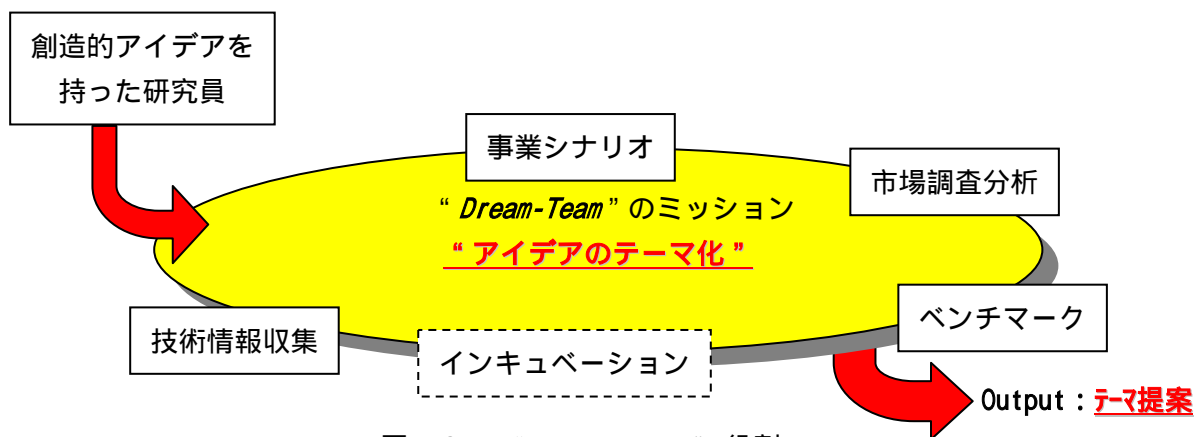 創造的アイデアを
持った研究員
事業シナリオ
市場調査分析
“Dream-Team”のミッション
“アイデアのテーマ化”
技術情報収集
インキュベーション
ベンチマーク
Output:テーマ提案